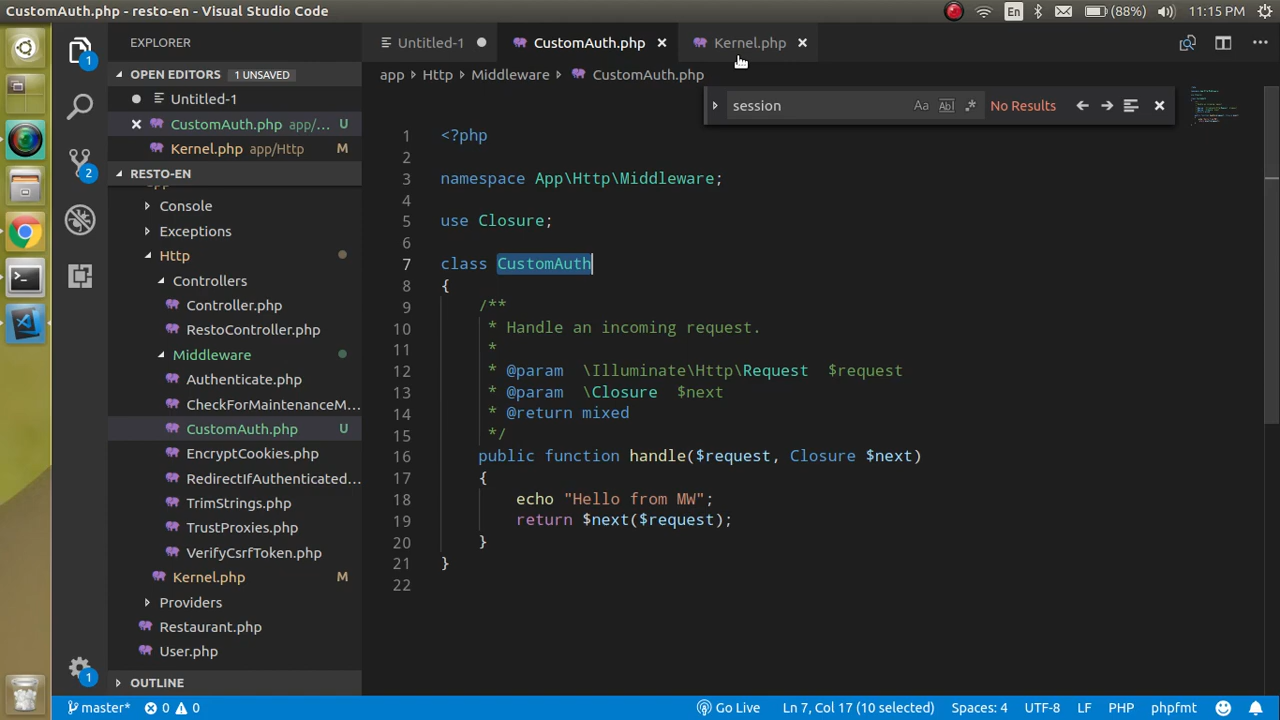 CustomAuth.php - resto-en - Visual Studio Code
En (88%) 11:15 PM
EXPLORER
OPEN EDITORS 1 UNSAVED
Untitled-1
CustomAuth.php app/... U
Kernel.php app/Http M
RESTO-EN
Console
Exceptions
Http
Controllers
Controller.php
RestoController.php
Middleware
Authenticate.php
CheckForMaintenanceM...
CustomAuth.php U
EncryptCookies.php
RedirectIfAuthenticated...
TrimStrings.php
TrustProxies.php
VerifyCsrfToken.php
Kernel.php M
Providers
Restaurant.php
User.php
OUTLINE
1
2
1
Untitled-1 CustomAuth.php Kernel.php
app › Http › Middleware › CustomAuth.php
session Aa Abl .* No Results
1 <?php
2
3 namespace App\Http\Middleware;
4
5 use Closure;
6
7 class CustomAuth
8 {
9 /**
10 * Handle an incoming request.
11 *
12 * @param \Illuminate\Http\Request $request
13 * @param \Closure $next
14 * @return mixed
15 */
16 public function handle($request, Closure $next)
17 {
18 echo "Hello from MW";
19 return $next($request);
20 }
21 }
22
master* 0 0 Go Live Ln 7, Col 17 (10 selected) Spaces: 4 UTF-8 LF PHP phpfmt